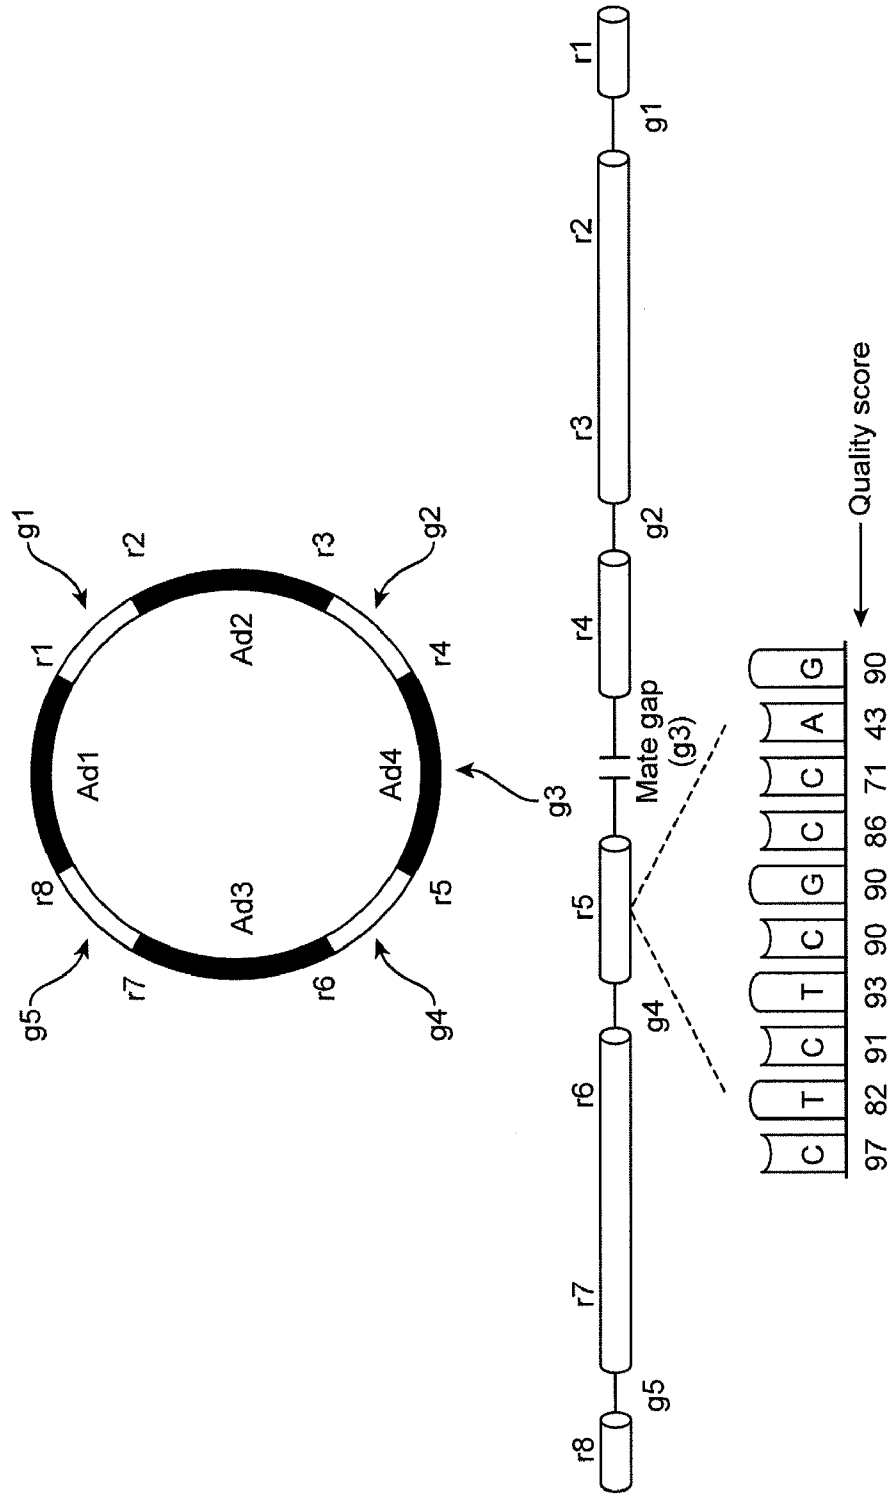 g5
g1
r8
r1
Ad1
r7
r2
Ad3
Ad2
r6
r3
Ad4
r5
r4
g4
g2
g3
r8 r7 r6 r5 r4 r3 r2 r1
g5 g4 Mate gap g2 g1
(g3)
C T C T C G C C A G
97 82 91 93 90 90 86 71 43 90
Quality score